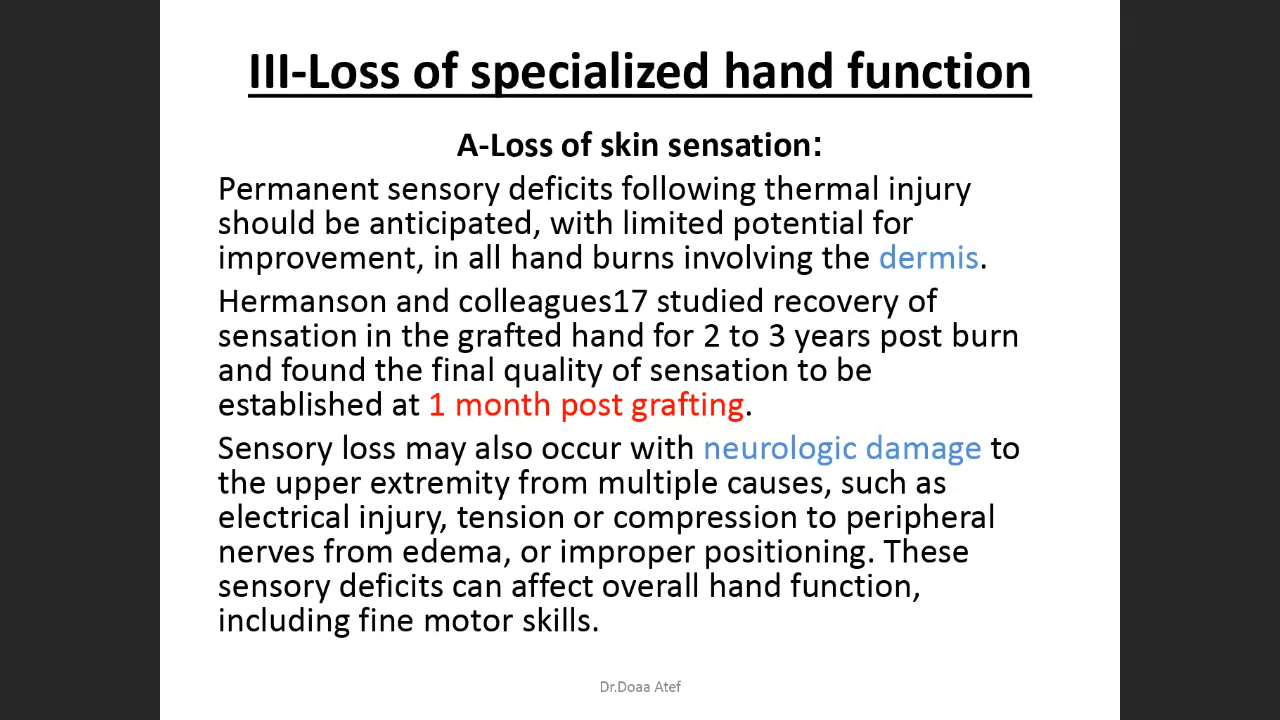 III-Loss of specialized hand function
A-Loss of skin sensation:
Permanent sensory deficits following thermal injury
should be anticipated, with limited potential for
improvement, in all hand burns involving the dermis.
Hermanson and colleagues17 studied recovery of
sensation in the grafted hand for 2 to 3 years post burn
and found the final quality of sensation to be
established at 1 month post grafting.
Sensory loss may also occur with neurologic damage to
the upper extremity from multiple causes, such as
electrical injury, tension or compression to peripheral
nerves from edema, or improper positioning. These
sensory deficits can affect overall hand function,
including fine motor skills.
Dr.Doaa Atef